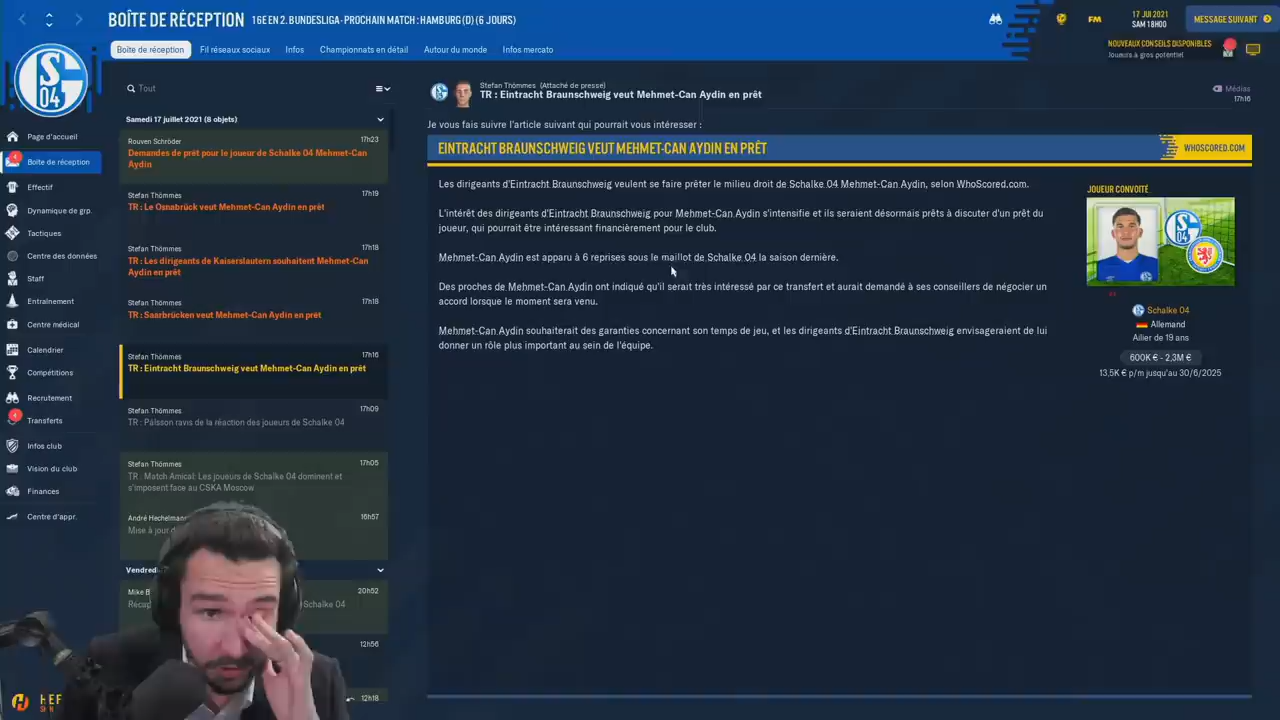 BOÎTE DE RÉCEPTION
16E EN 2. BUNDESLIGA - PROCHAIN MATCH : HAMBURG (D) (6 JOURS)
FM
17 JUI 2021
SAM 18H00
MESSAGE SUIVANT
Boîte de réception
Fil réseaux sociaux
Infos
Championnats en détail
Autour du monde
Infos mercato
NOUVEAUX CONSEILS DISPONIBLES
Joueurs à gros potentiel
Page d'accueil
4
Boîte de réception
Effectif
Dynamique de grp.
Tactiques
Centre des données
Staff
Entraînement
Centre médical
Calendrier
Compétitions
Recrutement
4
Transferts
Infos club
Vision du club
Finances
Centre d'appr.
Tout
Samedi 17 juillet 2021 (8 objets)
Rouven Schröder
17h23
Demandes de prêt pour le joueur de Schalke 04 Mehmet-Can
Aydin
Stefan Thömmes
17h19
TR : Le Osnabrück veut Mehmet-Can Aydin en prêt
Stefan Thömmes
17h18
TR : Les dirigeants de Kaiserslautern souhaitent Mehmet-Can
Aydin en prêt
Stefan Thömmes
17h18
TR : Saarbrücken veut Mehmet-Can Aydin en prêt
Stefan Thömmes
17h16
TR : Eintracht Braunschweig veut Mehmet-Can Aydin en prêt
Stefan Thömmes
17h09
TR : Pálsson ravis de la réaction des joueurs de Schalke 04
Stefan Thömmes
17h05
TR : Match Amical: Les joueurs de Schalke 04 dominent et
s'imposent face au CSKA Moscow
André Hechelman
16h57
Mise à jour d
Vendred
Mike B
20h52
Schalke 04
12h56
12h18
Stefan Thömmes (Attaché de presse)
TR : Eintracht Braunschweig veut Mehmet-Can Aydin en prêt
Médias
17h16
Je vous fais suivre l'article suivant qui pourrait vous intéresser :
EINTRACHT BRAUNSCHWEIG VEUT MEHMET-CAN AYDIN EN PRÊT
WHOSCORED.COM
Les dirigeants d'Eintracht Braunschweig veulent se faire prêter le milieu droit de Schalke 04 Mehmet-Can Aydin, selon WhoScored.com.
L'intérêt des dirigeants d'Eintracht Braunschweig pour Mehmet-Can Aydin s'intensifie et ils seraient désormais prêts à discuter d'un prêt du
joueur, qui pourrait être intéressant financièrement pour le club.
Mehmet-Can Aydin est apparu à 6 reprises sous le maillot de Schalke 04 la saison dernière.
Des proches de Mehmet-Can Aydin ont indiqué qu'il serait très intéressé par ce transfert et aurait demandé à ses conseillers de négocier un
accord lorsque le moment sera venu.
Mehmet-Can Aydin souhaiterait des garanties concernant son temps de jeu, et les dirigeants d'Eintracht Braunschweig envisageraient de lui
donner un rôle plus important au sein de l'équipe.
JOUEUR CONVOITÉ
Schalke 04
Allemand
Ailier de 19 ans
600K € - 2,3M €
13,5K € p/m jusqu'au 30/6/2025